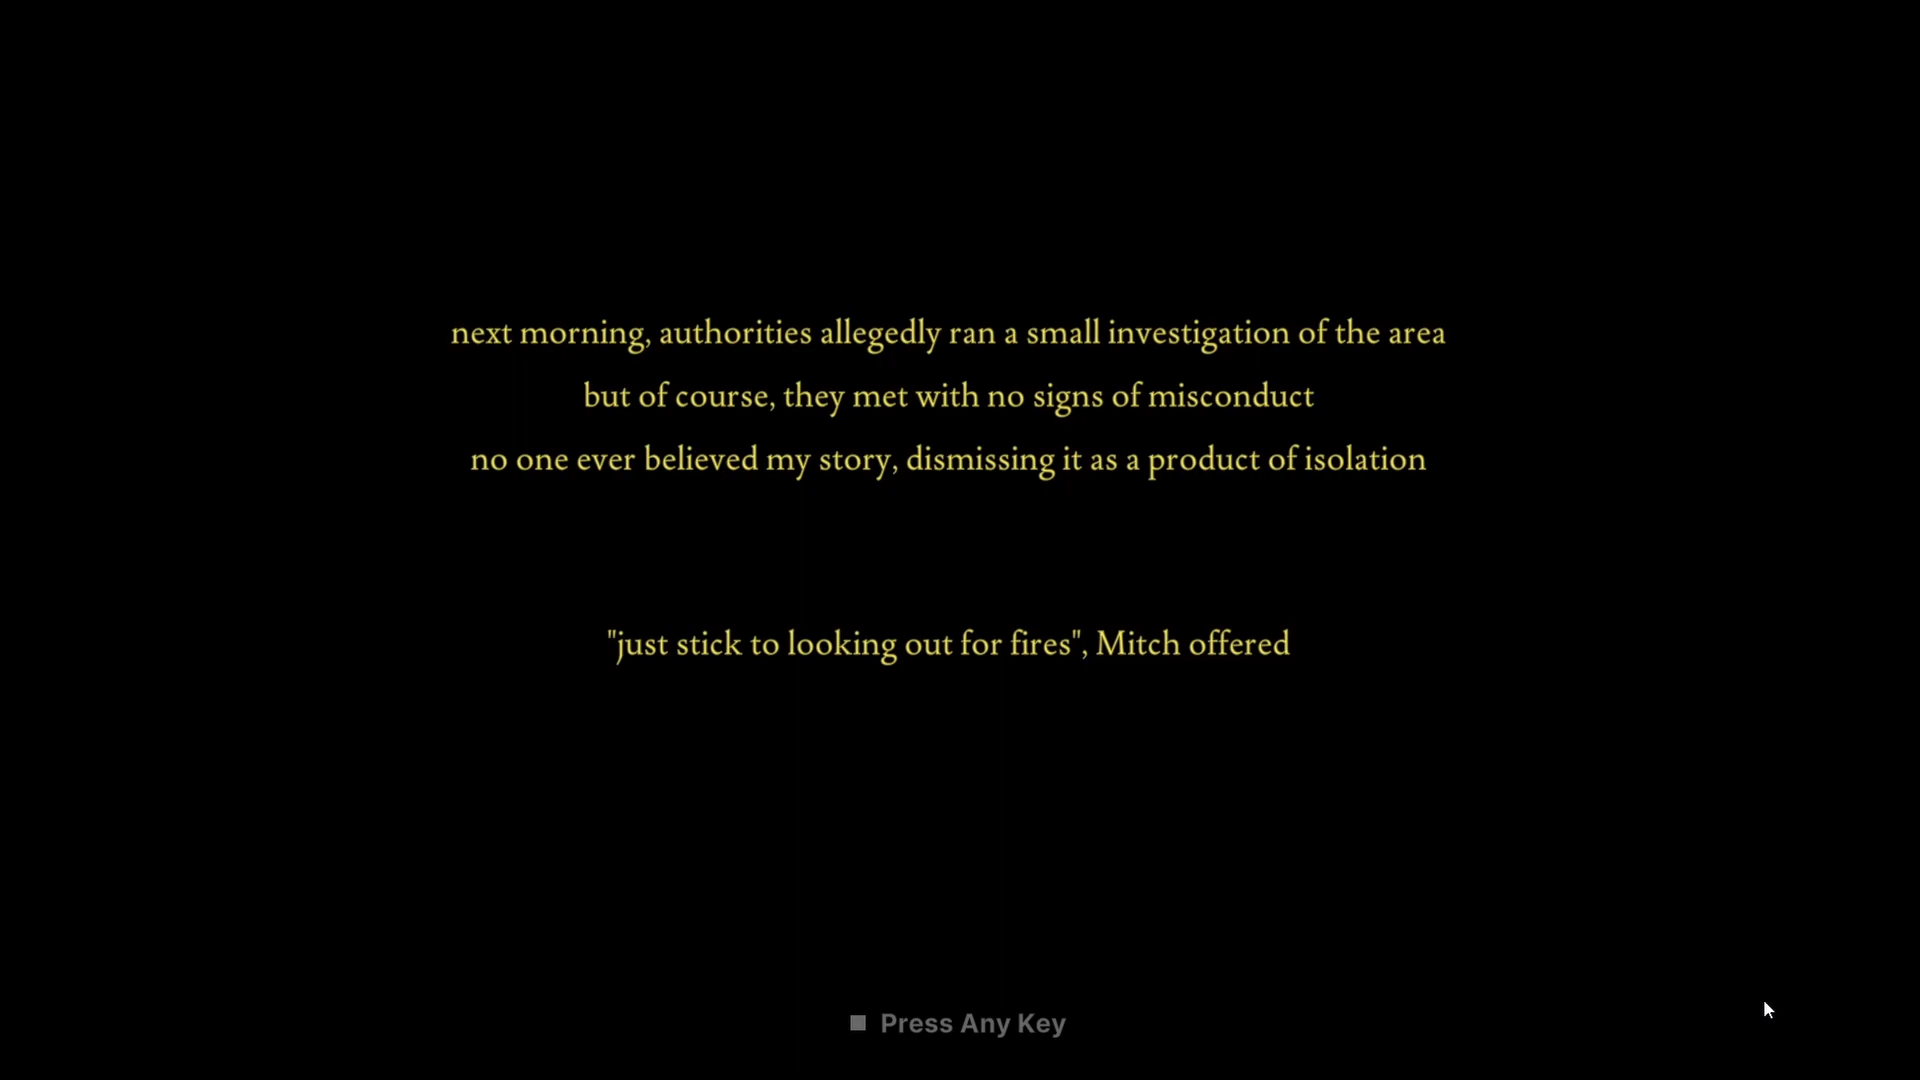 next morning, authorities allegedly ran a small investigation of the area
but of course, they met with no signs of misconduct
no one ever believed my story, dismissing it as a product of isolation
"just stick to looking out for fires", Mitch offered
Press Any Key